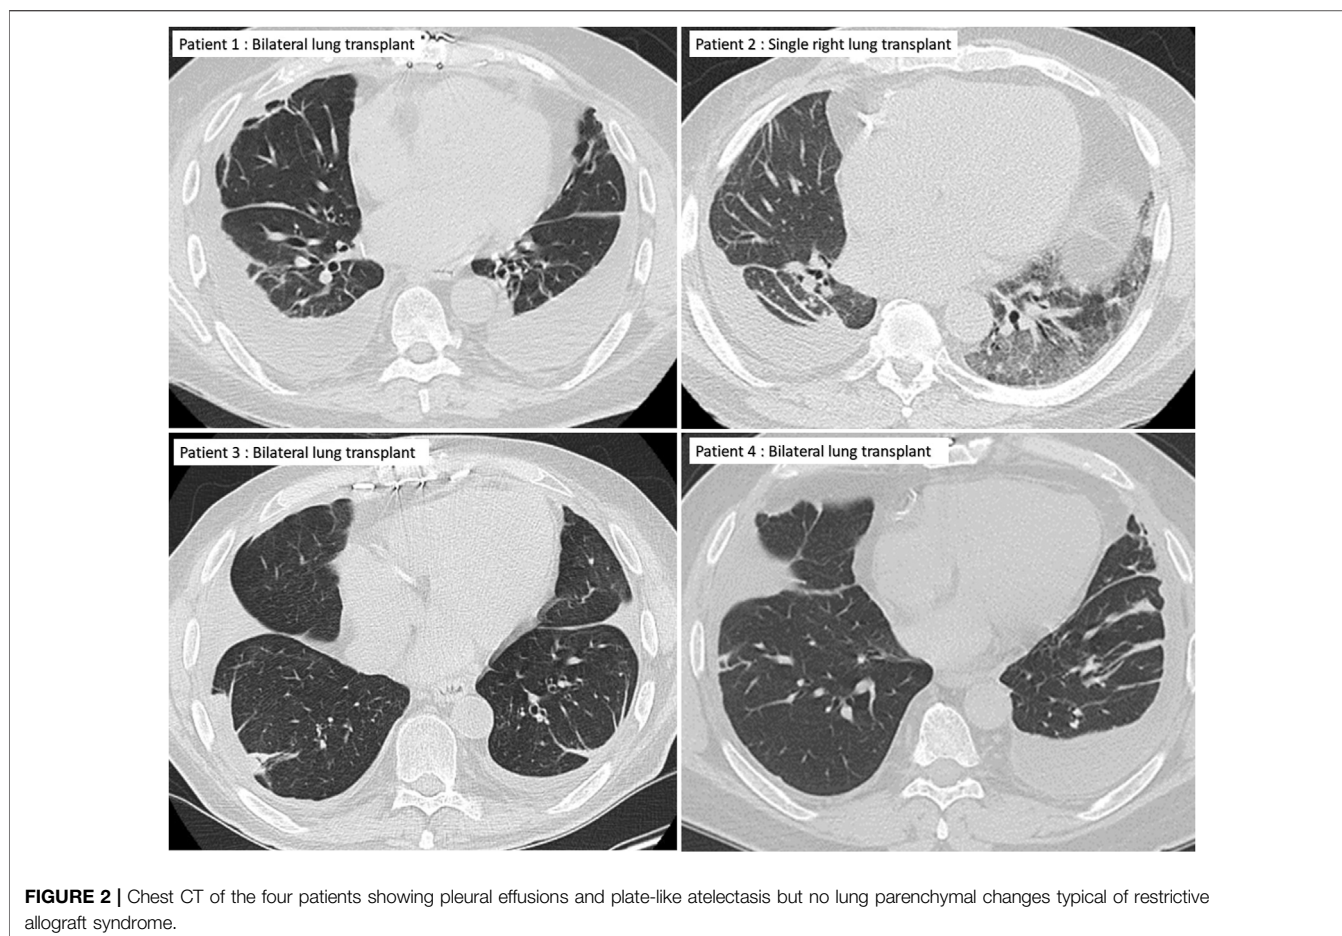 Patient 1 : Bilateral lung transplant
Patient 2 : Single right lung transplant
Patient 3 : Bilateral lung transplant
Patient 4 : Bilateral lung transplant
FIGURE 2 | Chest CT of the four patients showing pleural effusions and plate-like atelectasis but no lung parenchymal changes typical of restrictive
allograft syndrome.